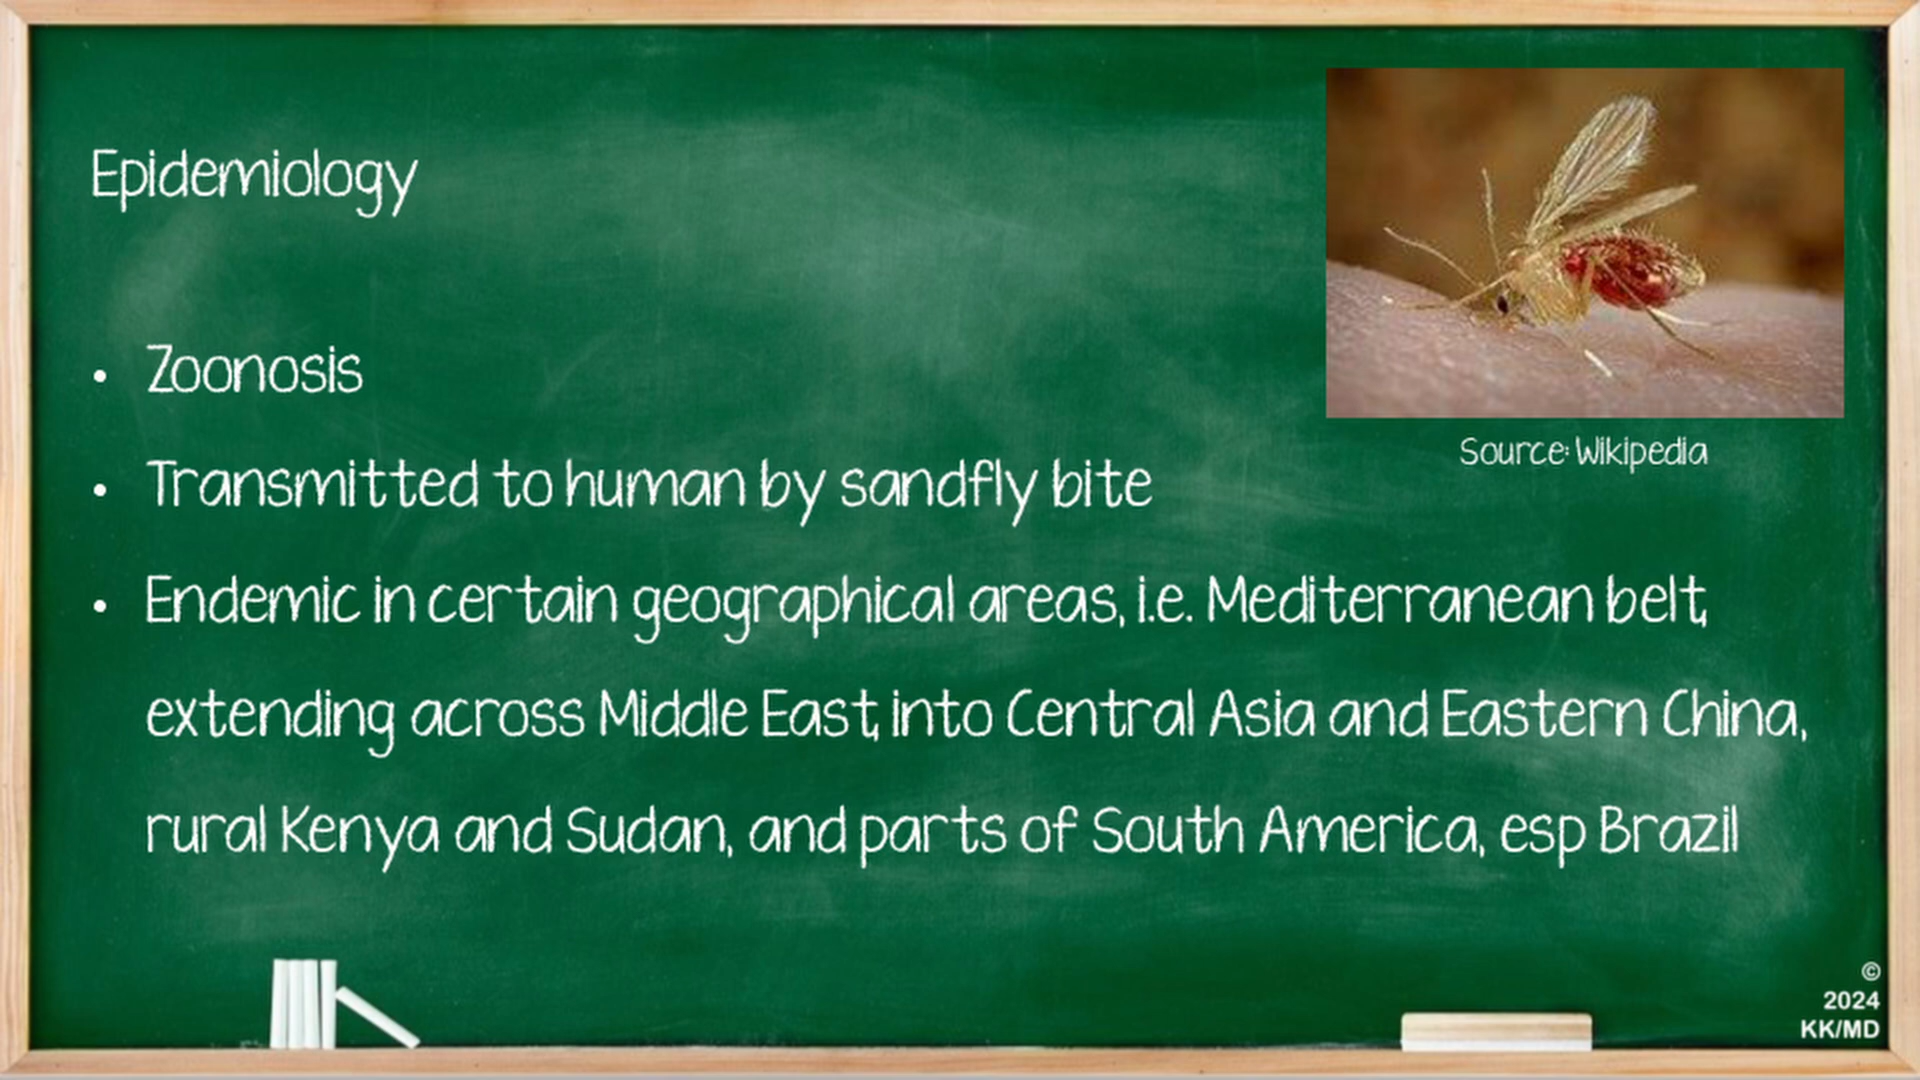 Epidemiology
• Zoonosis
• Transmitted to human by sandfly bite
• Endemic in certain geographical areas, i.e. Mediterranean belt,
extending across Middle East, into Central Asia and Eastern China,
rural Kenya and Sudan, and parts of South America, esp Brazil
Source: Wikipedia
©
2024
KK/MD